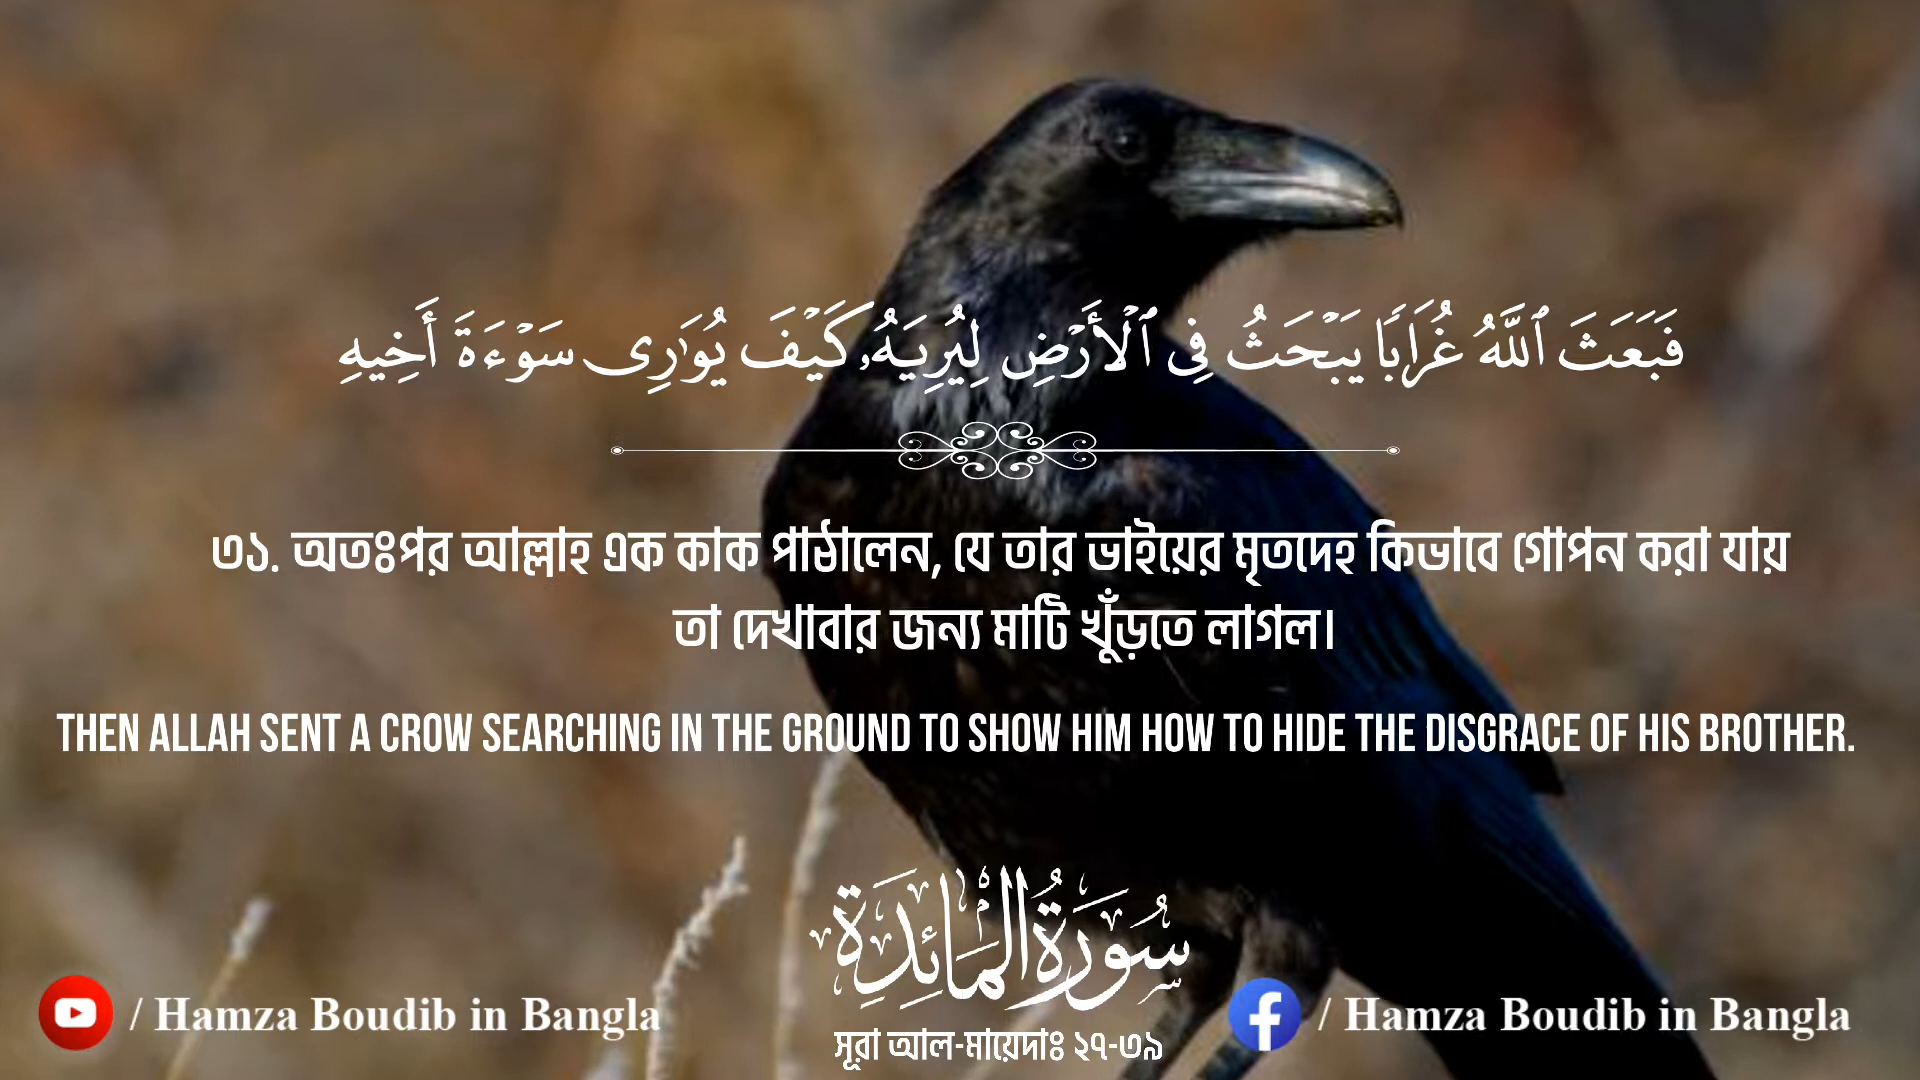 فَبَعَثَ ٱللَّهُ غُرَابًا يَبْحَثُ فِى ٱلْأَرْضِ لِيُرِيَهُۥ كَيْفَ يُوَٰرِى سَوْءَةَ أَخِيهِ
৩১. অতঃপর আল্লাহ এক কাক পাঠালেন, যে তার ভাইয়ের মৃতদেহ কিভাবে গোপন করা যায়
তা দেখাবার জন্য মাটি খুঁড়তে লাগল।
THEN ALLAH SENT A CROW SEARCHING IN THE GROUND TO SHOW HIM HOW TO HIDE THE DISGRACE OF HIS BROTHER.
سُورَةُ الْمَائِدَةِ
/ Hamza Boudib in Bangla
সূরা আল-মায়েদাঃ ২৭-৩৯
/ Hamza Boudib in Bangla